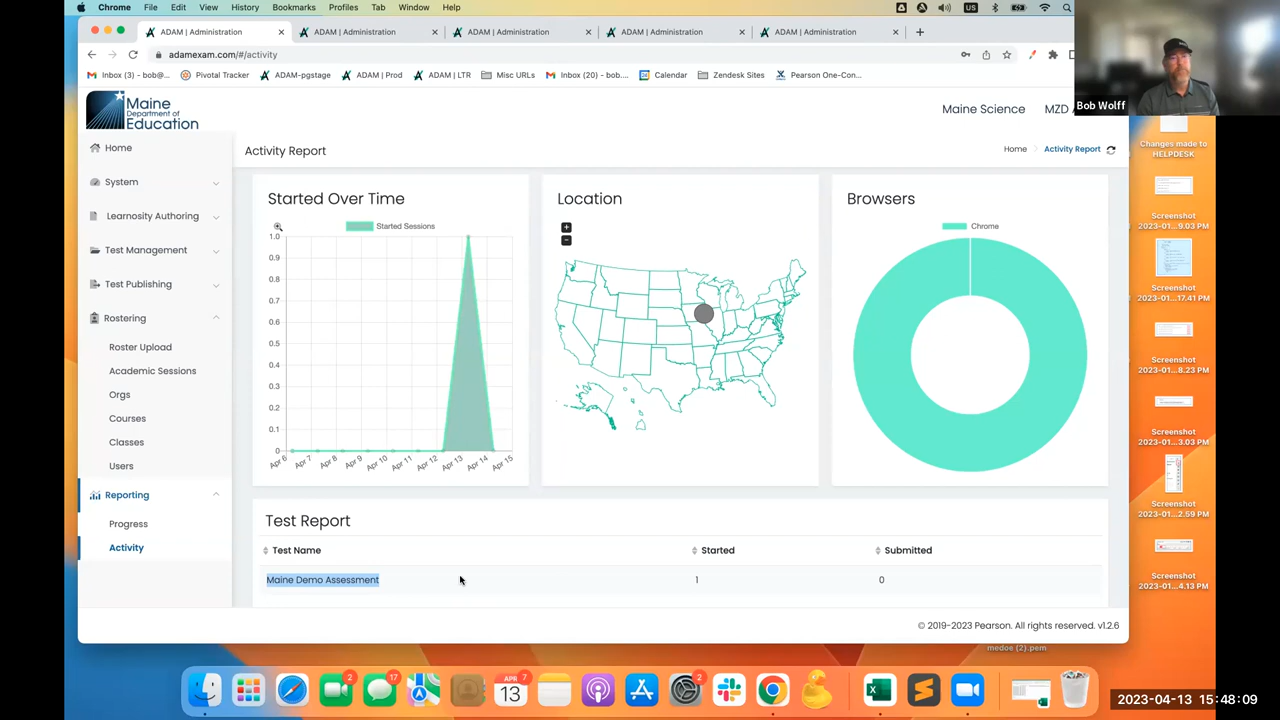 Chrome File Edit View History Bookmarks Profiles Tab Window Help US
ADAM | Administration ADAM | Administration ADAM | Administration ADAM | Administration ADAM | Administration
adamexam.com/#/activity
Inbox (3) - bob@... Pivotal Tracker ADAM-pgstage ADAM | Prod ADAM | LTR Misc URLs Inbox (20) - bob.... Calendar Zendesk Sites Pearson One-Con...
Bob Wolff
Maine
Department of
Education
Maine Science MZD
Home
System
Learnosity Authoring
Test Management
Test Publishing
Rostering
Roster Upload
Academic Sessions
Orgs
Courses
Classes
Users
Reporting
Progress
Activity
Activity Report
Home Activity Report
Started Over Time
Started Sessions
1.0
0.9
0.8
0.7
0.6
0.5
0.4
0.3
0.2
0.1
0
Apr 6 Apr 7 Apr 8 Apr 9 Apr 10 Apr 11 Apr 12 Apr 15
Location
+
-
Browsers
Chrome
Test Report
Test Name Started Submitted
Maine Demo Assessment 1 0
© 2019-2023 Pearson. All rights reserved. v1.2.6
Changes made to
HELPDESK
Screenshot
2023-01...9.03 PM
Screenshot
2023-01...17.41 PM
Screenshot
2023-01...8.23 PM
Screenshot
2023-01...3.03 PM
Screenshot
2023-01...2.59 PM
Screenshot
2023-01...4.13 PM
medoe (2).pem
2 17 APR 7 13 2
2023-04-13 15:48:09